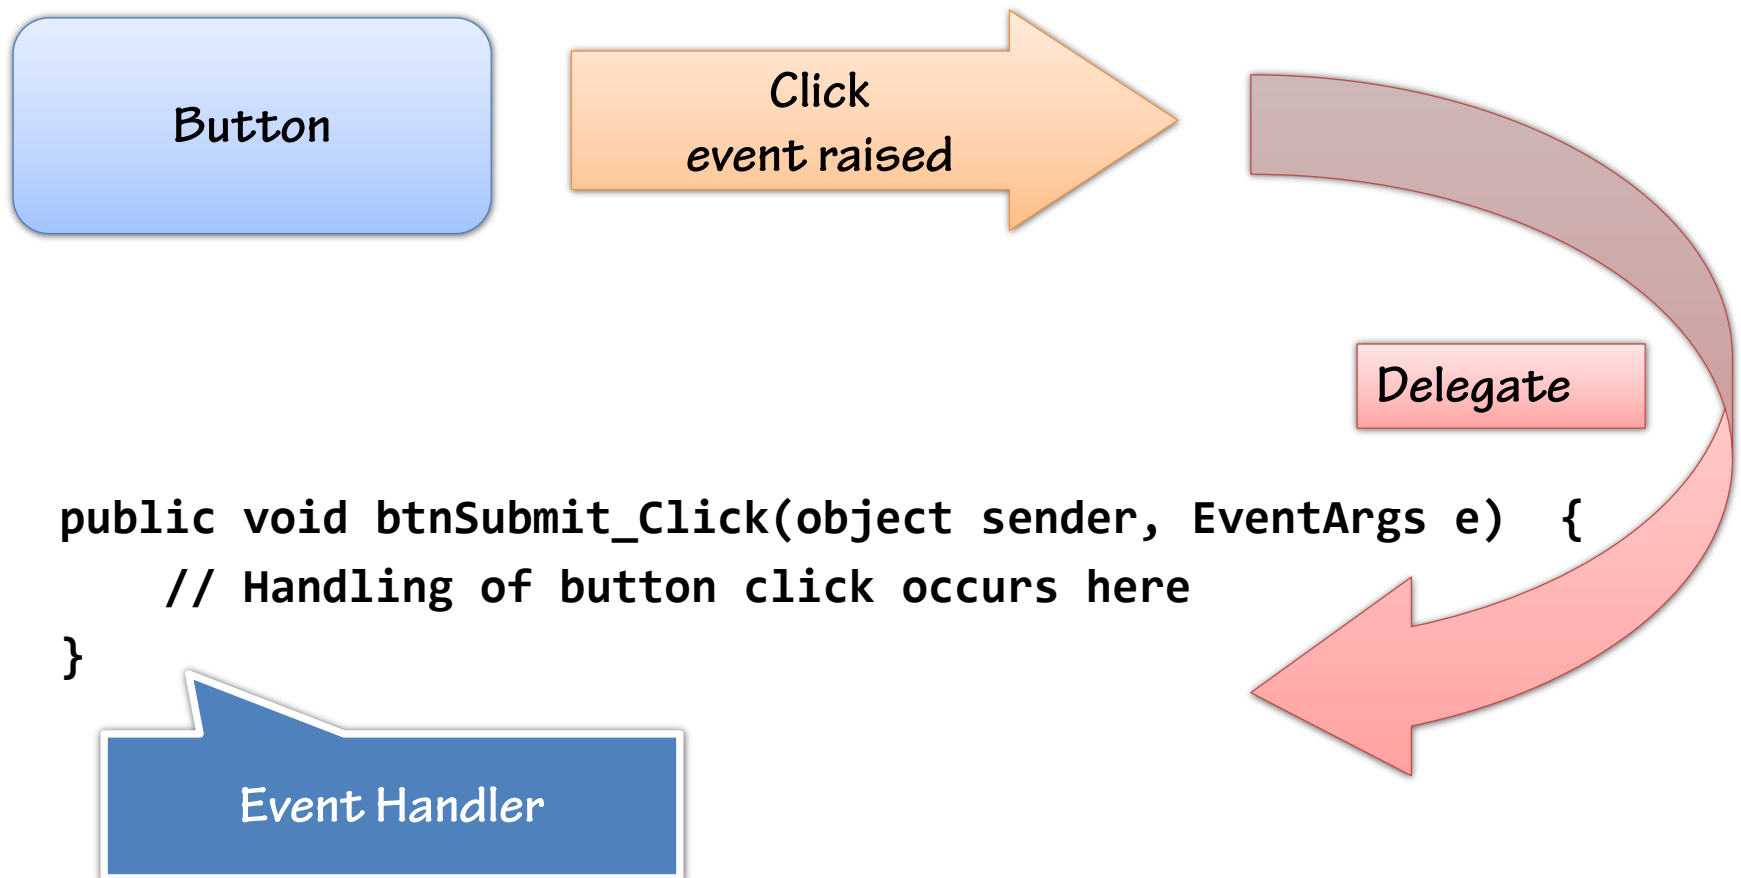 Button
Click
event raised
Delegate
public void btnSubmit_Click(object sender, EventArgs e)  {
    // Handling of button click occurs here
}
Event Handler